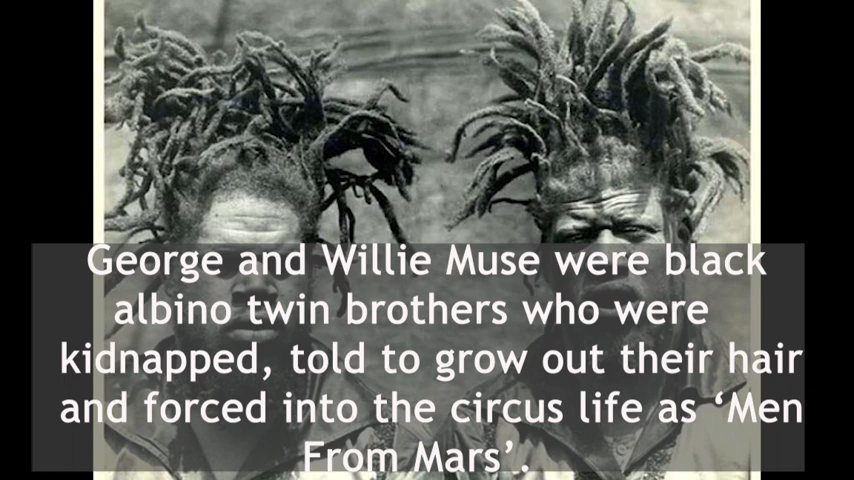 George and Willie Muse were black
albino twin brothers who were
kidnapped, told to grow out their hair
and forced into the circus life as ‘Men
From Mars’.